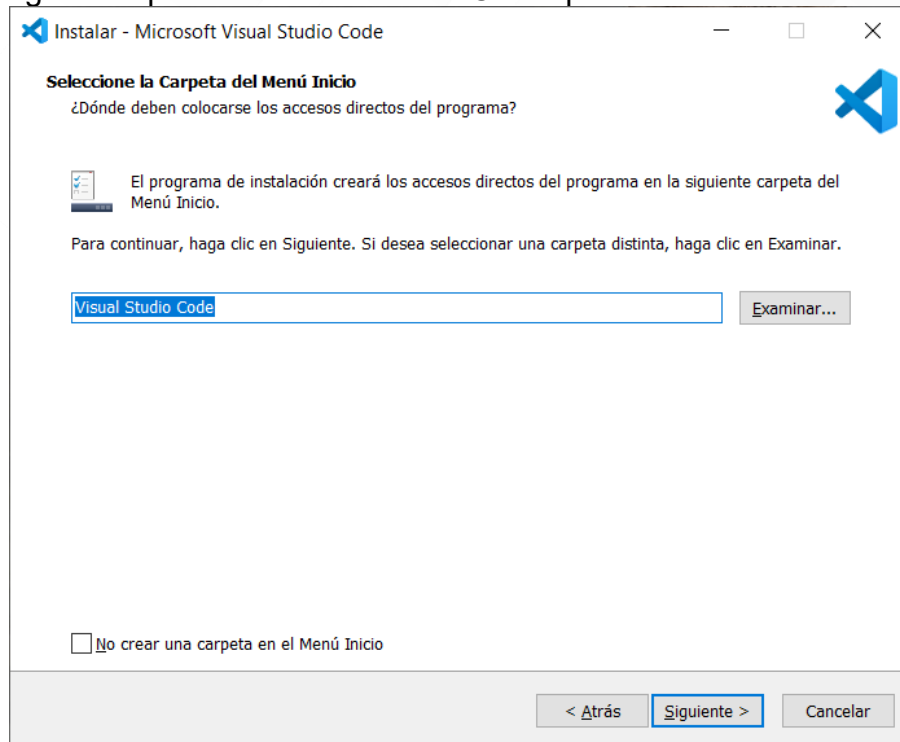 Instalar - Microsoft Visual Studio Code
Seleccione la Carpeta del Menú Inicio
¿Dónde deben colocarse los accesos directos del programa?
El programa de instalación creará los accesos directos del programa en la siguiente carpeta del
Menú Inicio.
Para continuar, haga clic en Siguiente. Si desea seleccionar una carpeta distinta, haga clic en Examinar.
Visual Studio Code
Examinar...
No crear una carpeta en el Menú Inicio
< Atrás
Siguiente >
Cancelar